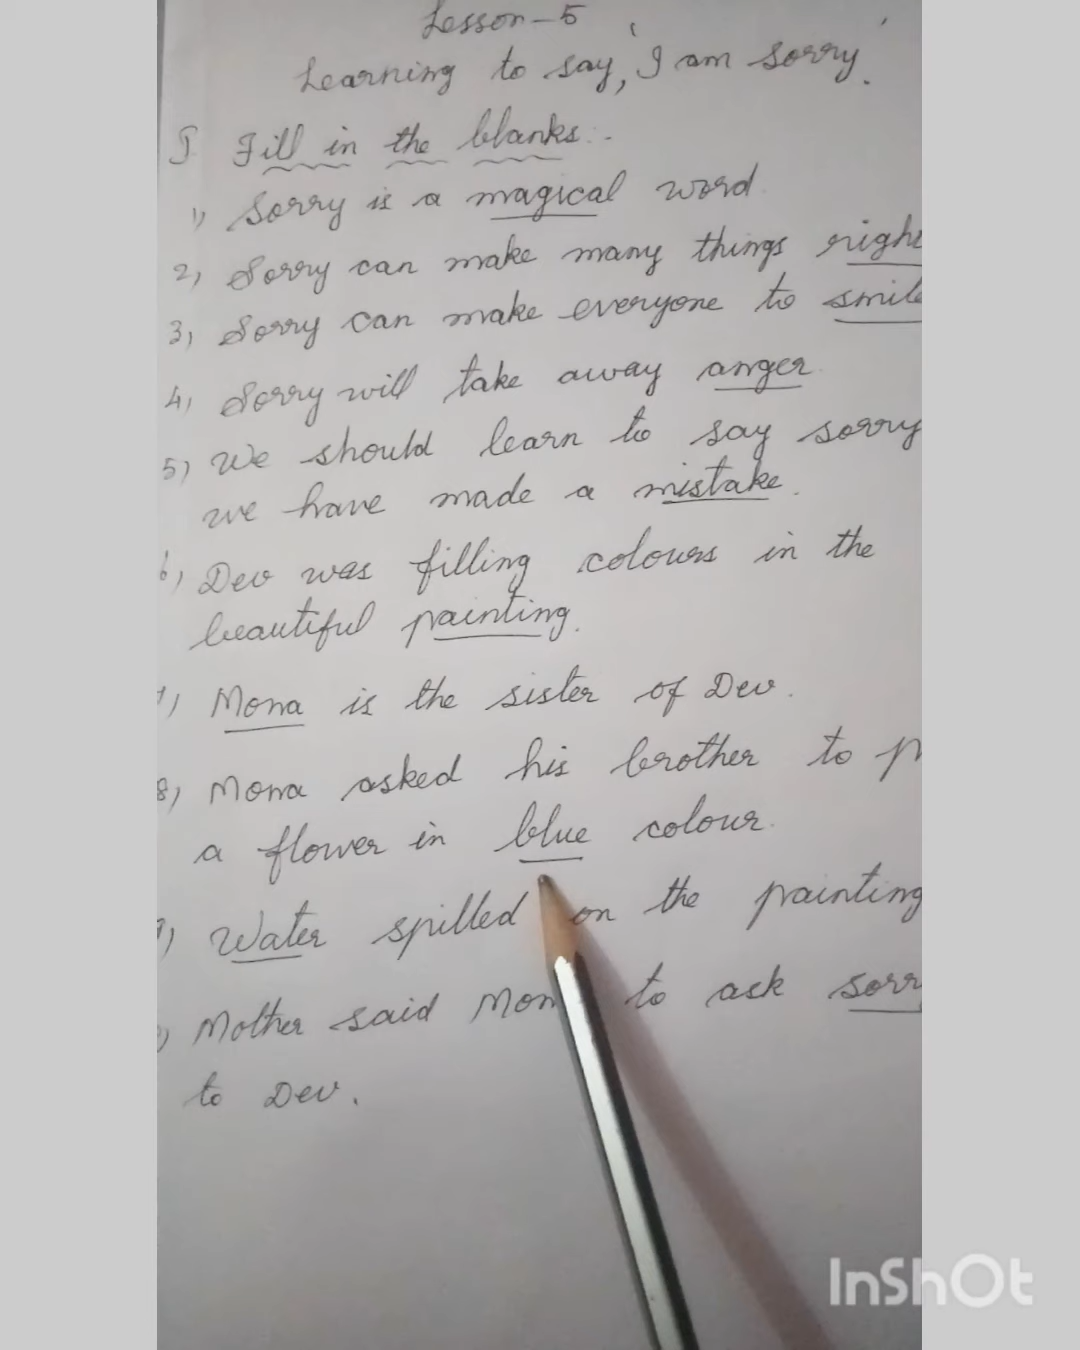 Lesson-5
Learning to say, 'I am sorry.'
I Fill in the blanks:-
1) Sorry is a magical word.
2) Sorry can make many things right
3) Sorry can make everyone to smile
4) Sorry will take away anger.
5) We should learn to say sorry
we have made a mistake.
6) Dev was filling colours in the
beautiful painting.
7) Mona is the sister of Dev.
8) Mona asked his brother to
a flower in blue colour.
9) Water spilled on the painting
Mother said to ask sorry
to Dev.
InShOt